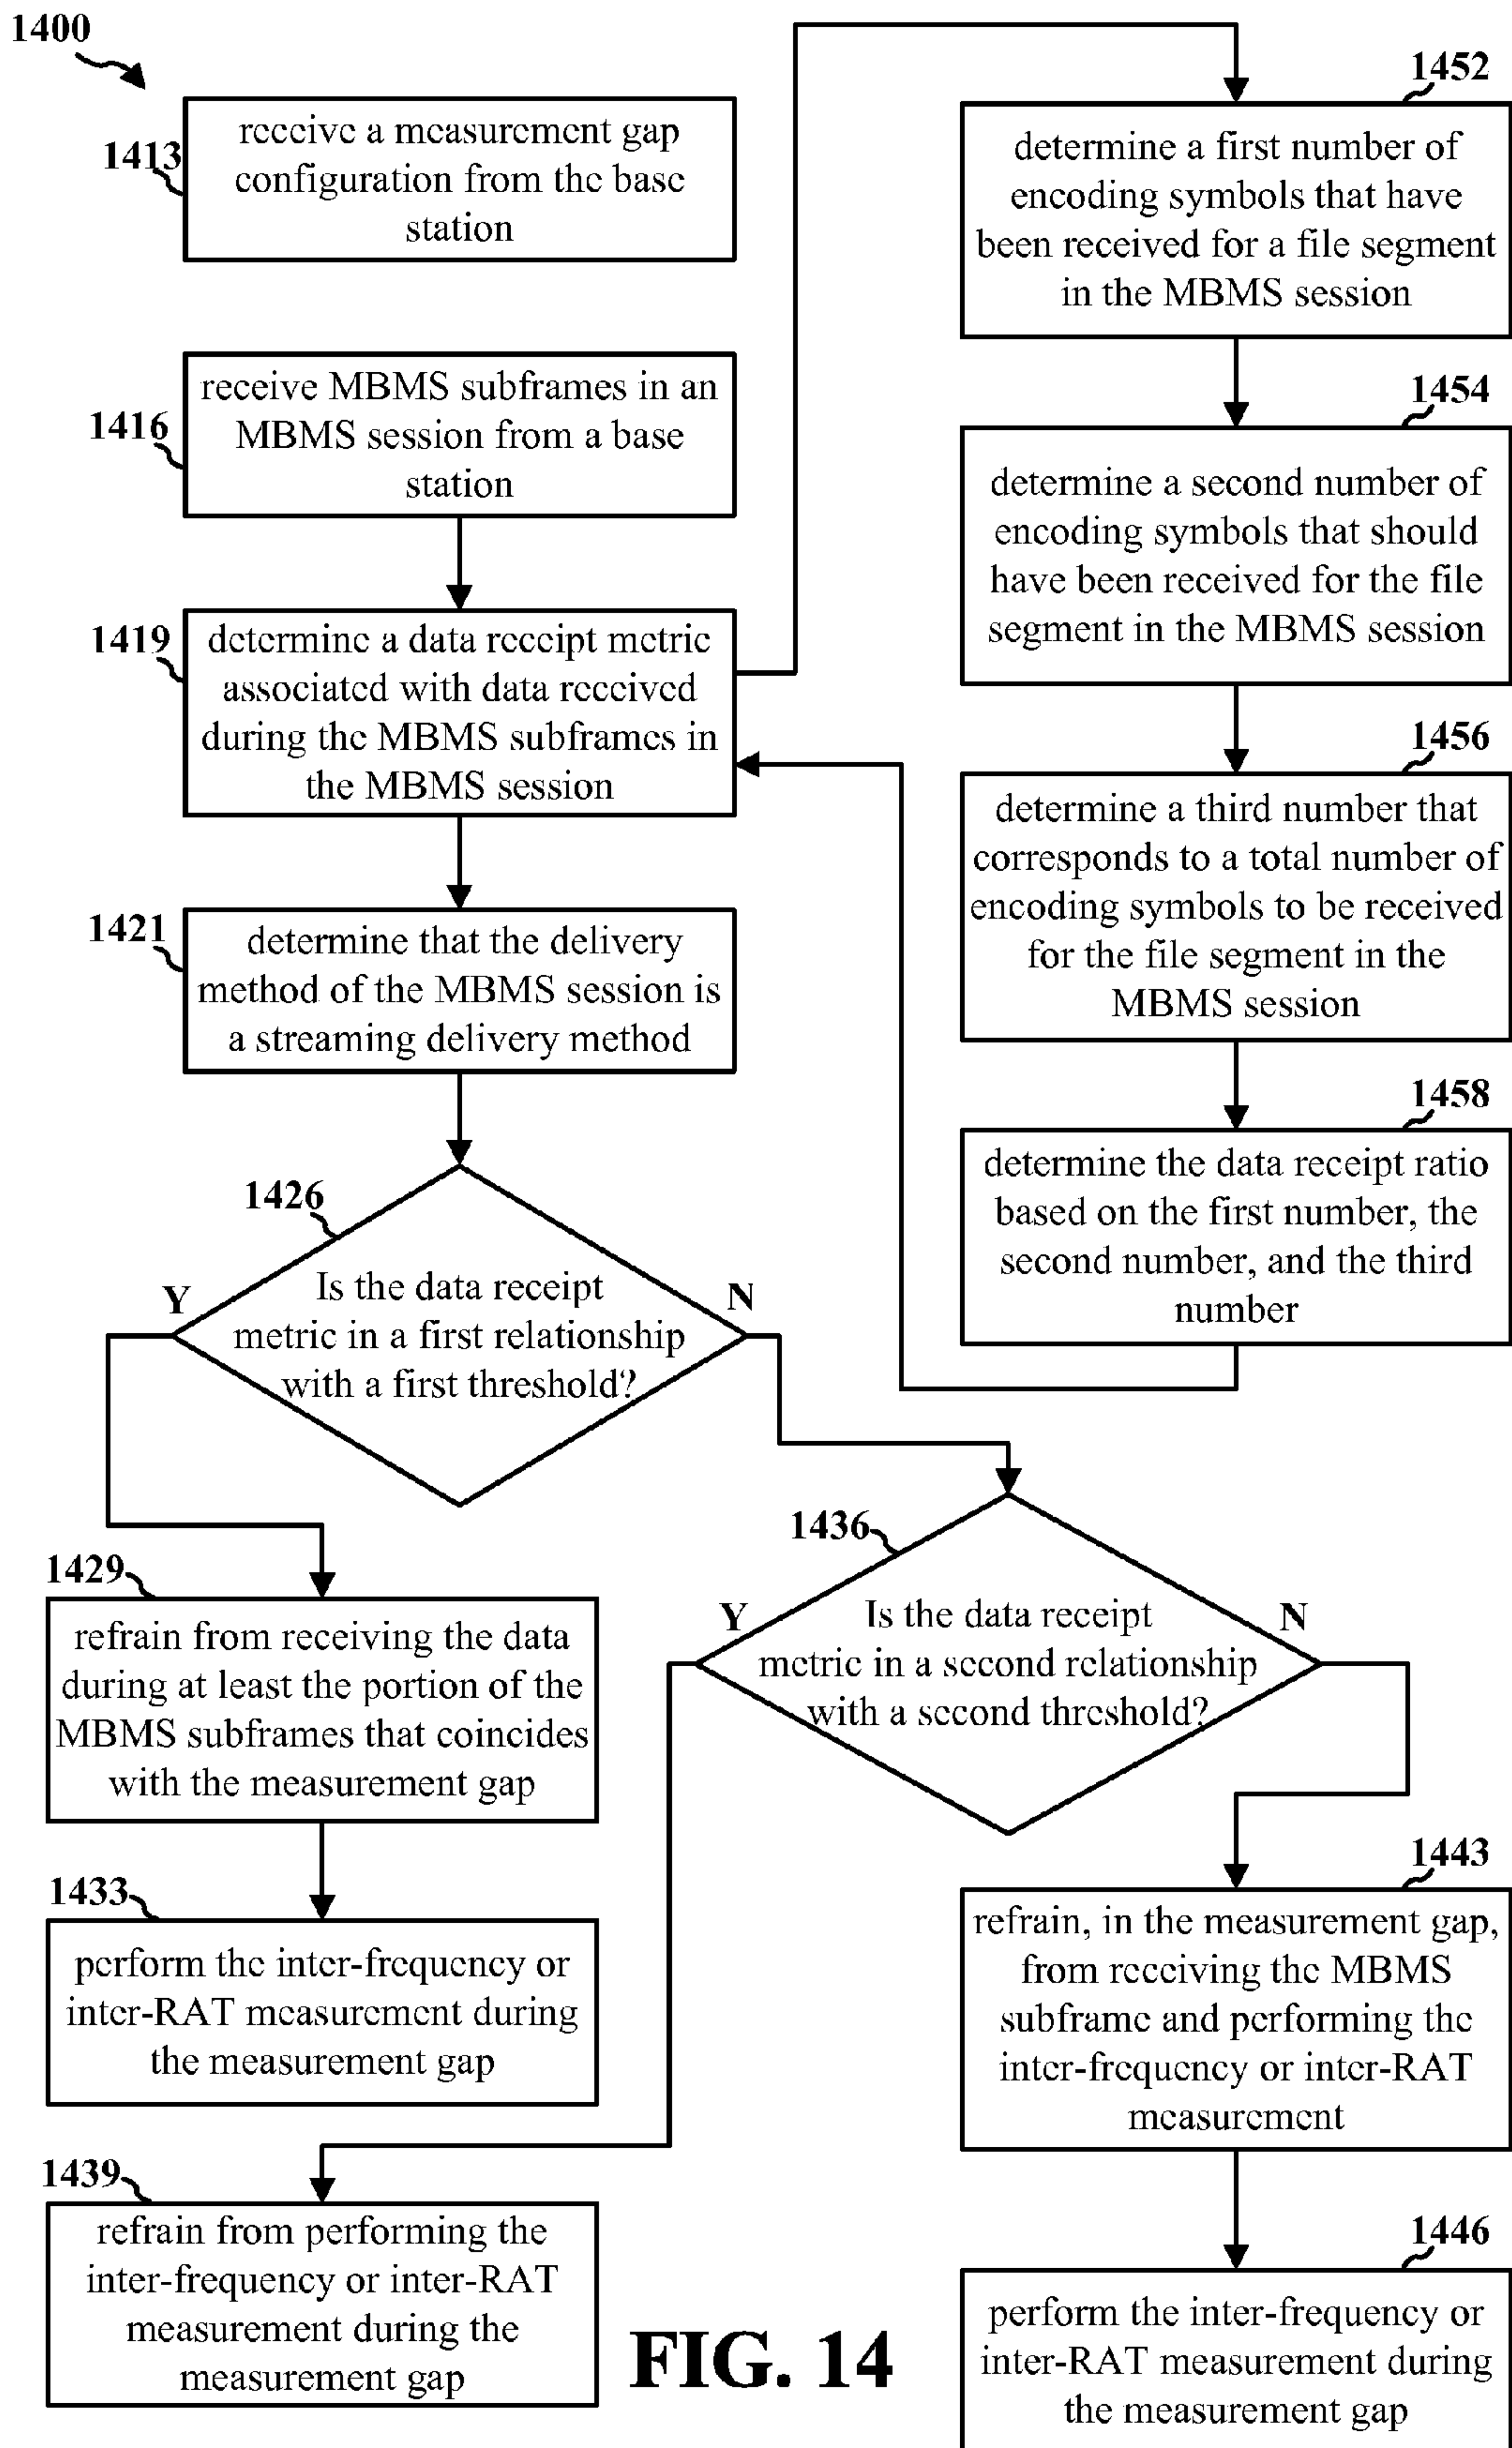 1400
1413
receive a measurement gap
configuration from the base
station
1416
receive MBMS subframes in an
MBMS session from a base
station
1419
determine a data receipt metric
associated with data received
during the MBMS subframes in
the MBMS session
1421
determine that the delivery
method of the MBMS session is
a streaming delivery method
1426
Is the data receipt
metric in a first relationship
with a first threshold?
Y
N
1429
refrain from receiving the data
during at least the portion of the
MBMS subframes that coincides
with the measurement gap
1433
perform the inter-frequency or
inter-RAT measurement during
the measurement gap
1436
Is the data receipt
metric in a second relationship
with a second threshold?
Y
N
1439
refrain from performing the
inter-frequency or inter-RAT
measurement during the
measurement gap
1443
refrain, in the measurement gap,
from receiving the MBMS
subframe and performing the
inter-frequency or inter-RAT
measurement
1446
perform the inter-frequency or
inter-RAT measurement during
the measurement gap
1452
determine a first number of
encoding symbols that have
been received for a file segment
in the MBMS session
1454
determine a second number of
encoding symbols that should
have been received for the file
segment in the MBMS session
1456
determine a third number that
corresponds to a total number of
encoding symbols to be received
for the file segment in the
MBMS session
1458
determine the data receipt ratio
based on the first number, the
second number, and the third
number
FIG. 14